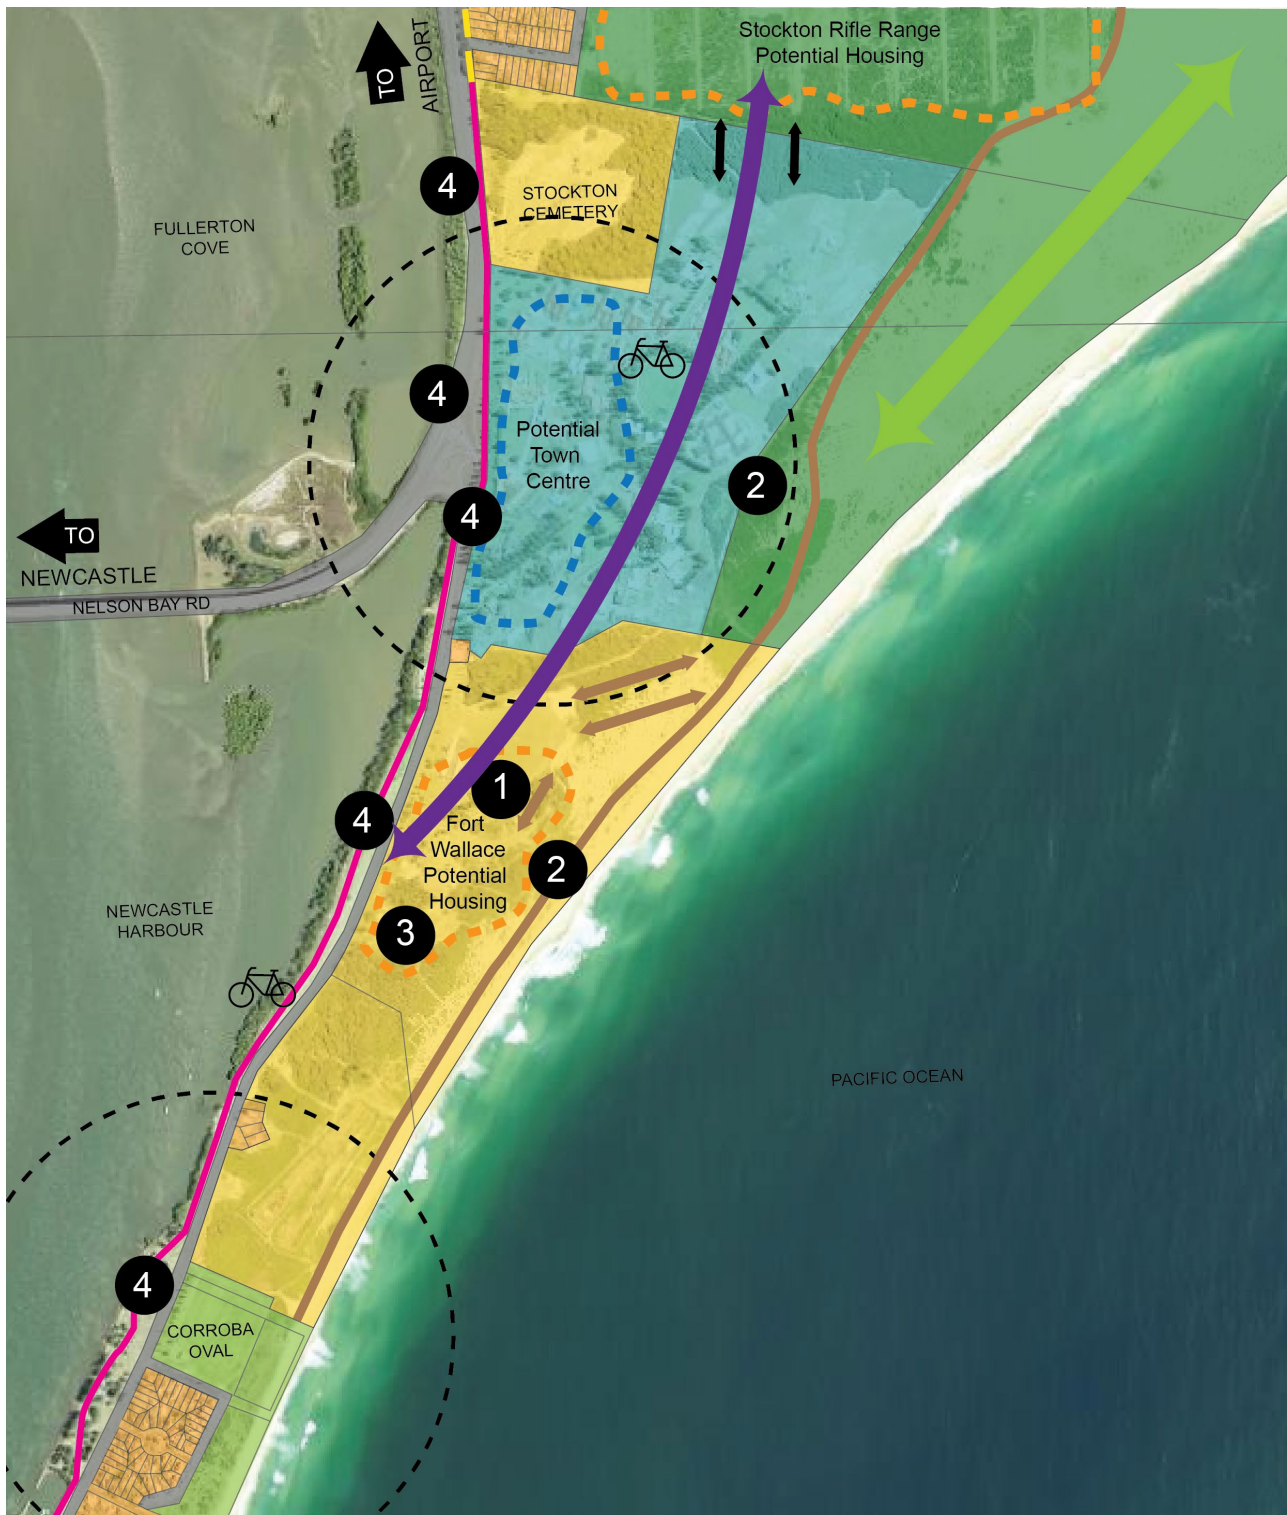 Stockton Rifle Range
Potential Housing
TO
AIRPORT
4
STOCKTON
CEMETERY
FULLERTON
COVE
4
Potential
Town
Centre
2
4
TO
NEWCASTLE
NELSON BAY RD
1
4
Fort
Wallace
Potential
Housing
2
3
NEWCASTLE
HARBOUR
PACIFIC OCEAN
4
CORROBA
OVAL